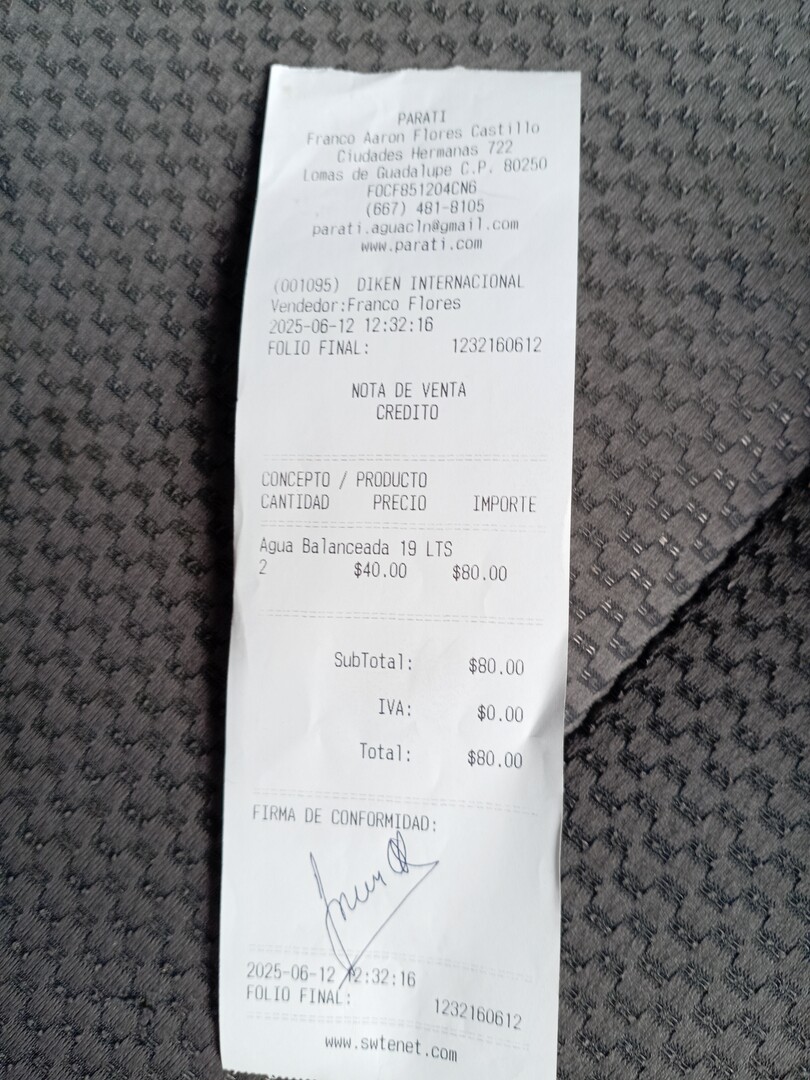 PARATI
Franco Aaron Flores Castillo
Ciudades Hermanas 722
Lomas de Guadalupe C.P. 80250
FOCF851204CN6
(667) 481-8105
parati.aguacln@gmail.com
www.parati.com
(001095) DIKEN INTERNACIONAL
Vendedor:Franco Flores
2025-06-12 12:32:16
FOLIO FINAL: 1232160612
NOTA DE VENTA
CREDITO
CONCEPTO / PRODUCTO
CANTIDAD PRECIO IMPORTE
Agua Balanceada 19 LTS
2 $40.00 $80.00
SubTotal: $80.00
IVA: $0.00
Total: $80.00
FIRMA DE CONFORMIDAD:
2025-06-12 12:32:16
FOLIO FINAL: 1232160612
www.swtenet.com